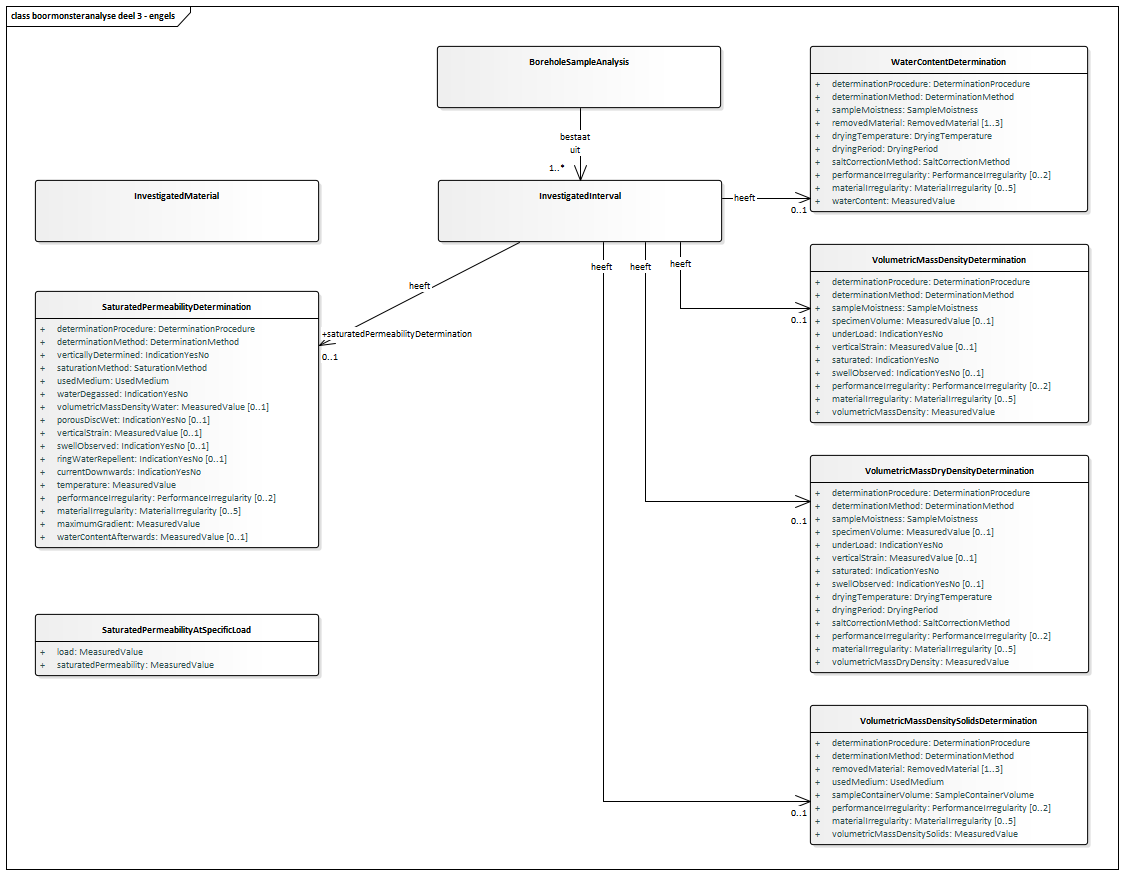 class boormonsteranalyse deel 3 - engels
BoreholeSampleAnalysis
bestaat
uit
1..*
InvestigatedInterval
InvestigatedMaterial
heeft
0..1
WaterContentDetermination
+ determinationProcedure: DeterminationProcedure
+ determinationMethod: DeterminationMethod
+ sampleMoistness: SampleMoistness
+ removedMaterial: RemovedMaterial [1..3]
+ dryingTemperature: DryingTemperature
+ dryingPeriod: DryingPeriod
+ saltCorrectionMethod: SaltCorrectionMethod
+ performanceIrregularity: PerformanceIrregularity [0..2]
+ materialIrregularity: MaterialIrregularity [0..5]
+ waterContent: MeasuredValue
heeft
+saturatedPermeabilityDetermination
0..1
SaturatedPermeabilityDetermination
+ determinationProcedure: DeterminationProcedure
+ determinationMethod: DeterminationMethod
+ verticallyDetermined: IndicationYesNo
+ saturationMethod: SaturationMethod
+ usedMedium: UsedMedium
+ waterDegassed: IndicationYesNo
+ volumetricMassDensityWater: MeasuredValue [0..1]
+ porousDiscWet: IndicationYesNo [0..1]
+ verticalStrain: MeasuredValue [0..1]
+ swellObserved: IndicationYesNo [0..1]
+ ringWaterRepellent: IndicationYesNo [0..1]
+ currentDownwards: IndicationYesNo
+ temperature: MeasuredValue
+ performanceIrregularity: PerformanceIrregularity [0..2]
+ materialIrregularity: MaterialIrregularity [0..5]
+ maximumGradient: MeasuredValue
+ waterContentAfterwards: MeasuredValue [0..1]
SaturatedPermeabilityAtSpecificLoad
+ load: MeasuredValue
+ saturatedPermeability: MeasuredValue
heeft
heeft
heeft
0..1
VolumetricMassDensityDetermination
+ determinationProcedure: DeterminationProcedure
+ determinationMethod: DeterminationMethod
+ sampleMoistness: SampleMoistness
+ specimenVolume: MeasuredValue [0..1]
+ underLoad: IndicationYesNo
+ verticalStrain: MeasuredValue [0..1]
+ saturated: IndicationYesNo
+ swellObserved: IndicationYesNo [0..1]
+ performanceIrregularity: PerformanceIrregularity [0..2]
+ materialIrregularity: MaterialIrregularity [0..5]
+ volumetricMassDensity: MeasuredValue
0..1
VolumetricMassDryDensityDetermination
+ determinationProcedure: DeterminationProcedure
+ determinationMethod: DeterminationMethod
+ sampleMoistness: SampleMoistness
+ specimenVolume: MeasuredValue [0..1]
+ underLoad: IndicationYesNo
+ verticalStrain: MeasuredValue [0..1]
+ saturated: IndicationYesNo
+ swellObserved: IndicationYesNo [0..1]
+ dryingTemperature: DryingTemperature
+ dryingPeriod: DryingPeriod
+ saltCorrectionMethod: SaltCorrectionMethod
+ performanceIrregularity: PerformanceIrregularity [0..2]
+ materialIrregularity: MaterialIrregularity [0..5]
+ volumetricMassDryDensity: MeasuredValue
0..1
VolumetricMassDensitySolidsDetermination
+ determinationProcedure: DeterminationProcedure
+ determinationMethod: DeterminationMethod
+ removedMaterial: RemovedMaterial [1..3]
+ usedMedium: UsedMedium
+ sampleContainerVolume: SampleContainerVolume
+ performanceIrregularity: PerformanceIrregularity [0..2]
+ materialIrregularity: MaterialIrregularity [0..5]
+ volumetricMassDensitySolids: MeasuredValue